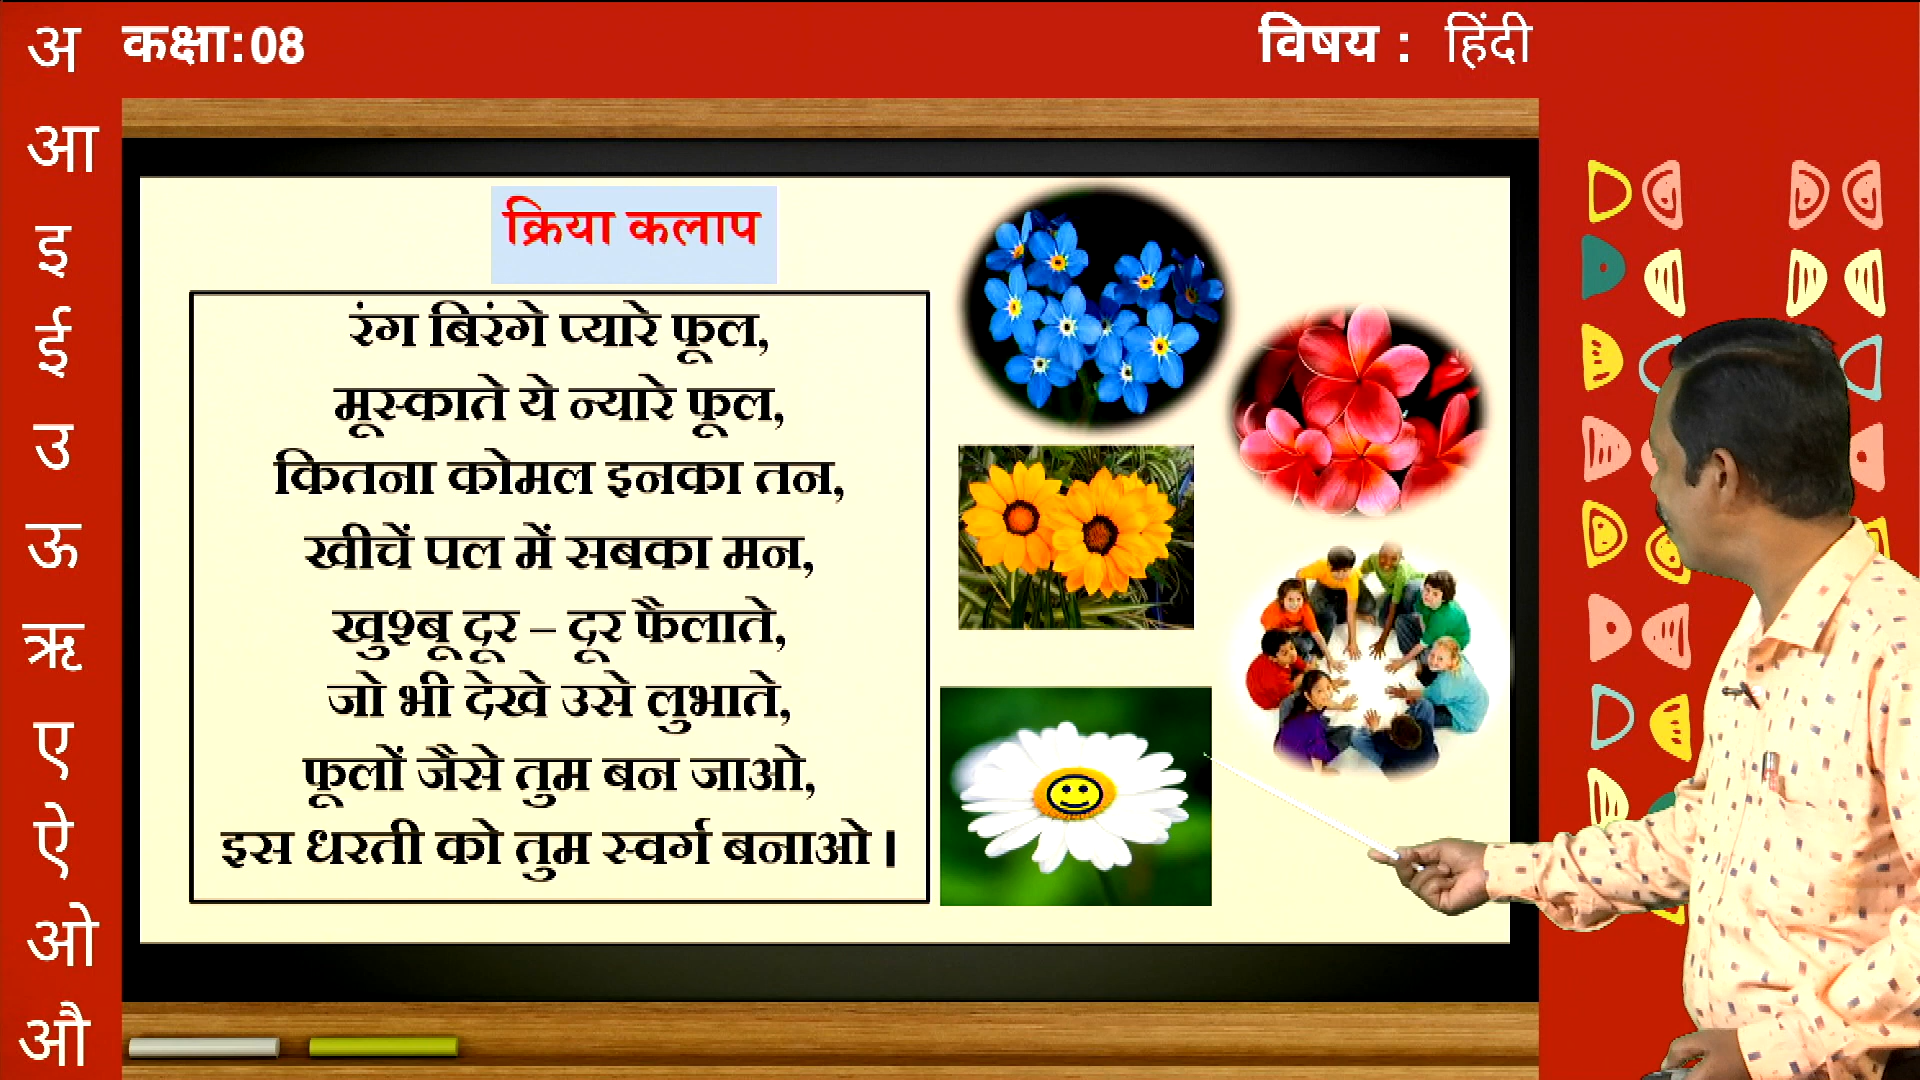 कक्षा:08
विषय : हिंदी
अ
आ
इ
ई
उ
ऊ
ऋ
ए
ऐ
ओ
औ
क्रिया कलाप
रंग बिरंगे प्यारे फूल,
मूस्काते ये न्यारे फूल,
कितना कोमल इनका तन,
खीचें पल में सबका मन,
खुश्बू दूर – दूर फैलाते,
जो भी देखे उसे लुभाते,
फूलों जैसे तुम बन जाओ,
इस धरती को तुम स्वर्ग बनाओ ।